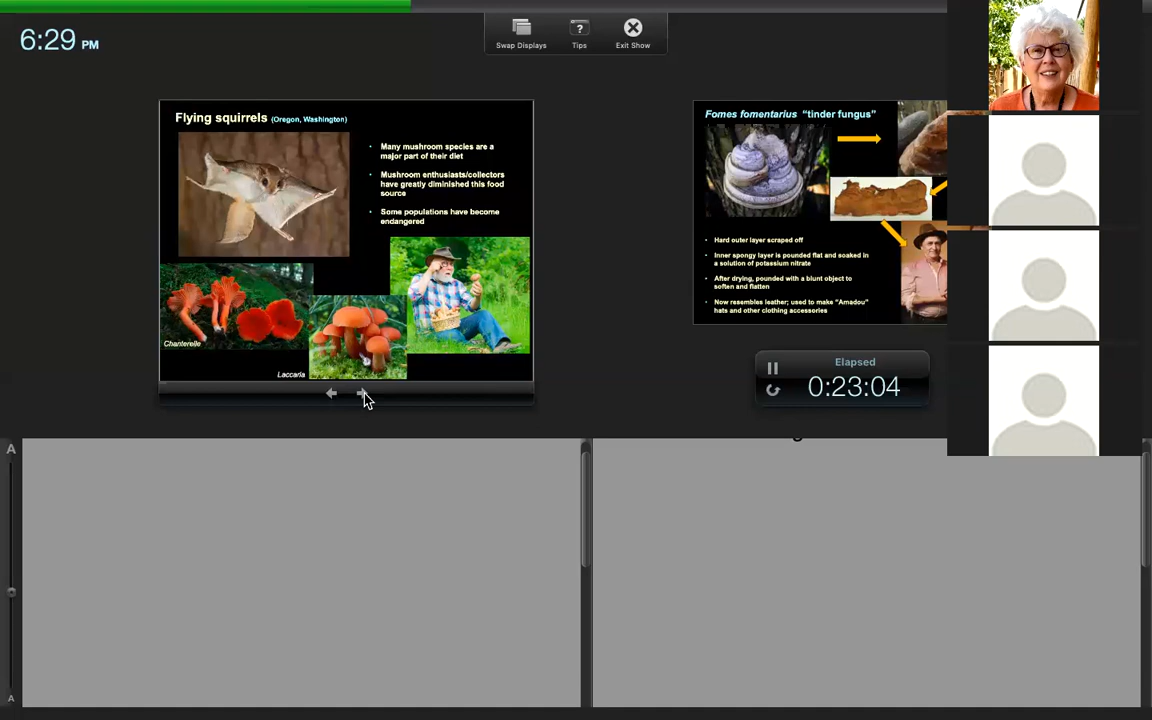 6:29 PM
Swap Displays
Tips
Exit Show
Flying squirrels (Oregon, Washington)
• Many mushroom species are a
major part of their diet
• Mushroom enthusiasts/collectors
have greatly diminished this food
source
• Some populations have become
endangered
Chanterelle
Laccaria
Fomes fomentarius "tinder fungus"
• Hard outer layer scraped off
• Inner spongy layer is pounded flat and soaked in
a solution of potassium nitrate
• After drying, pounded with a blunt object to
soften and flatten
• Now resembles leather; used to make "Amadou"
hats and other clothing accessories
Elapsed
0:23:04
A
A